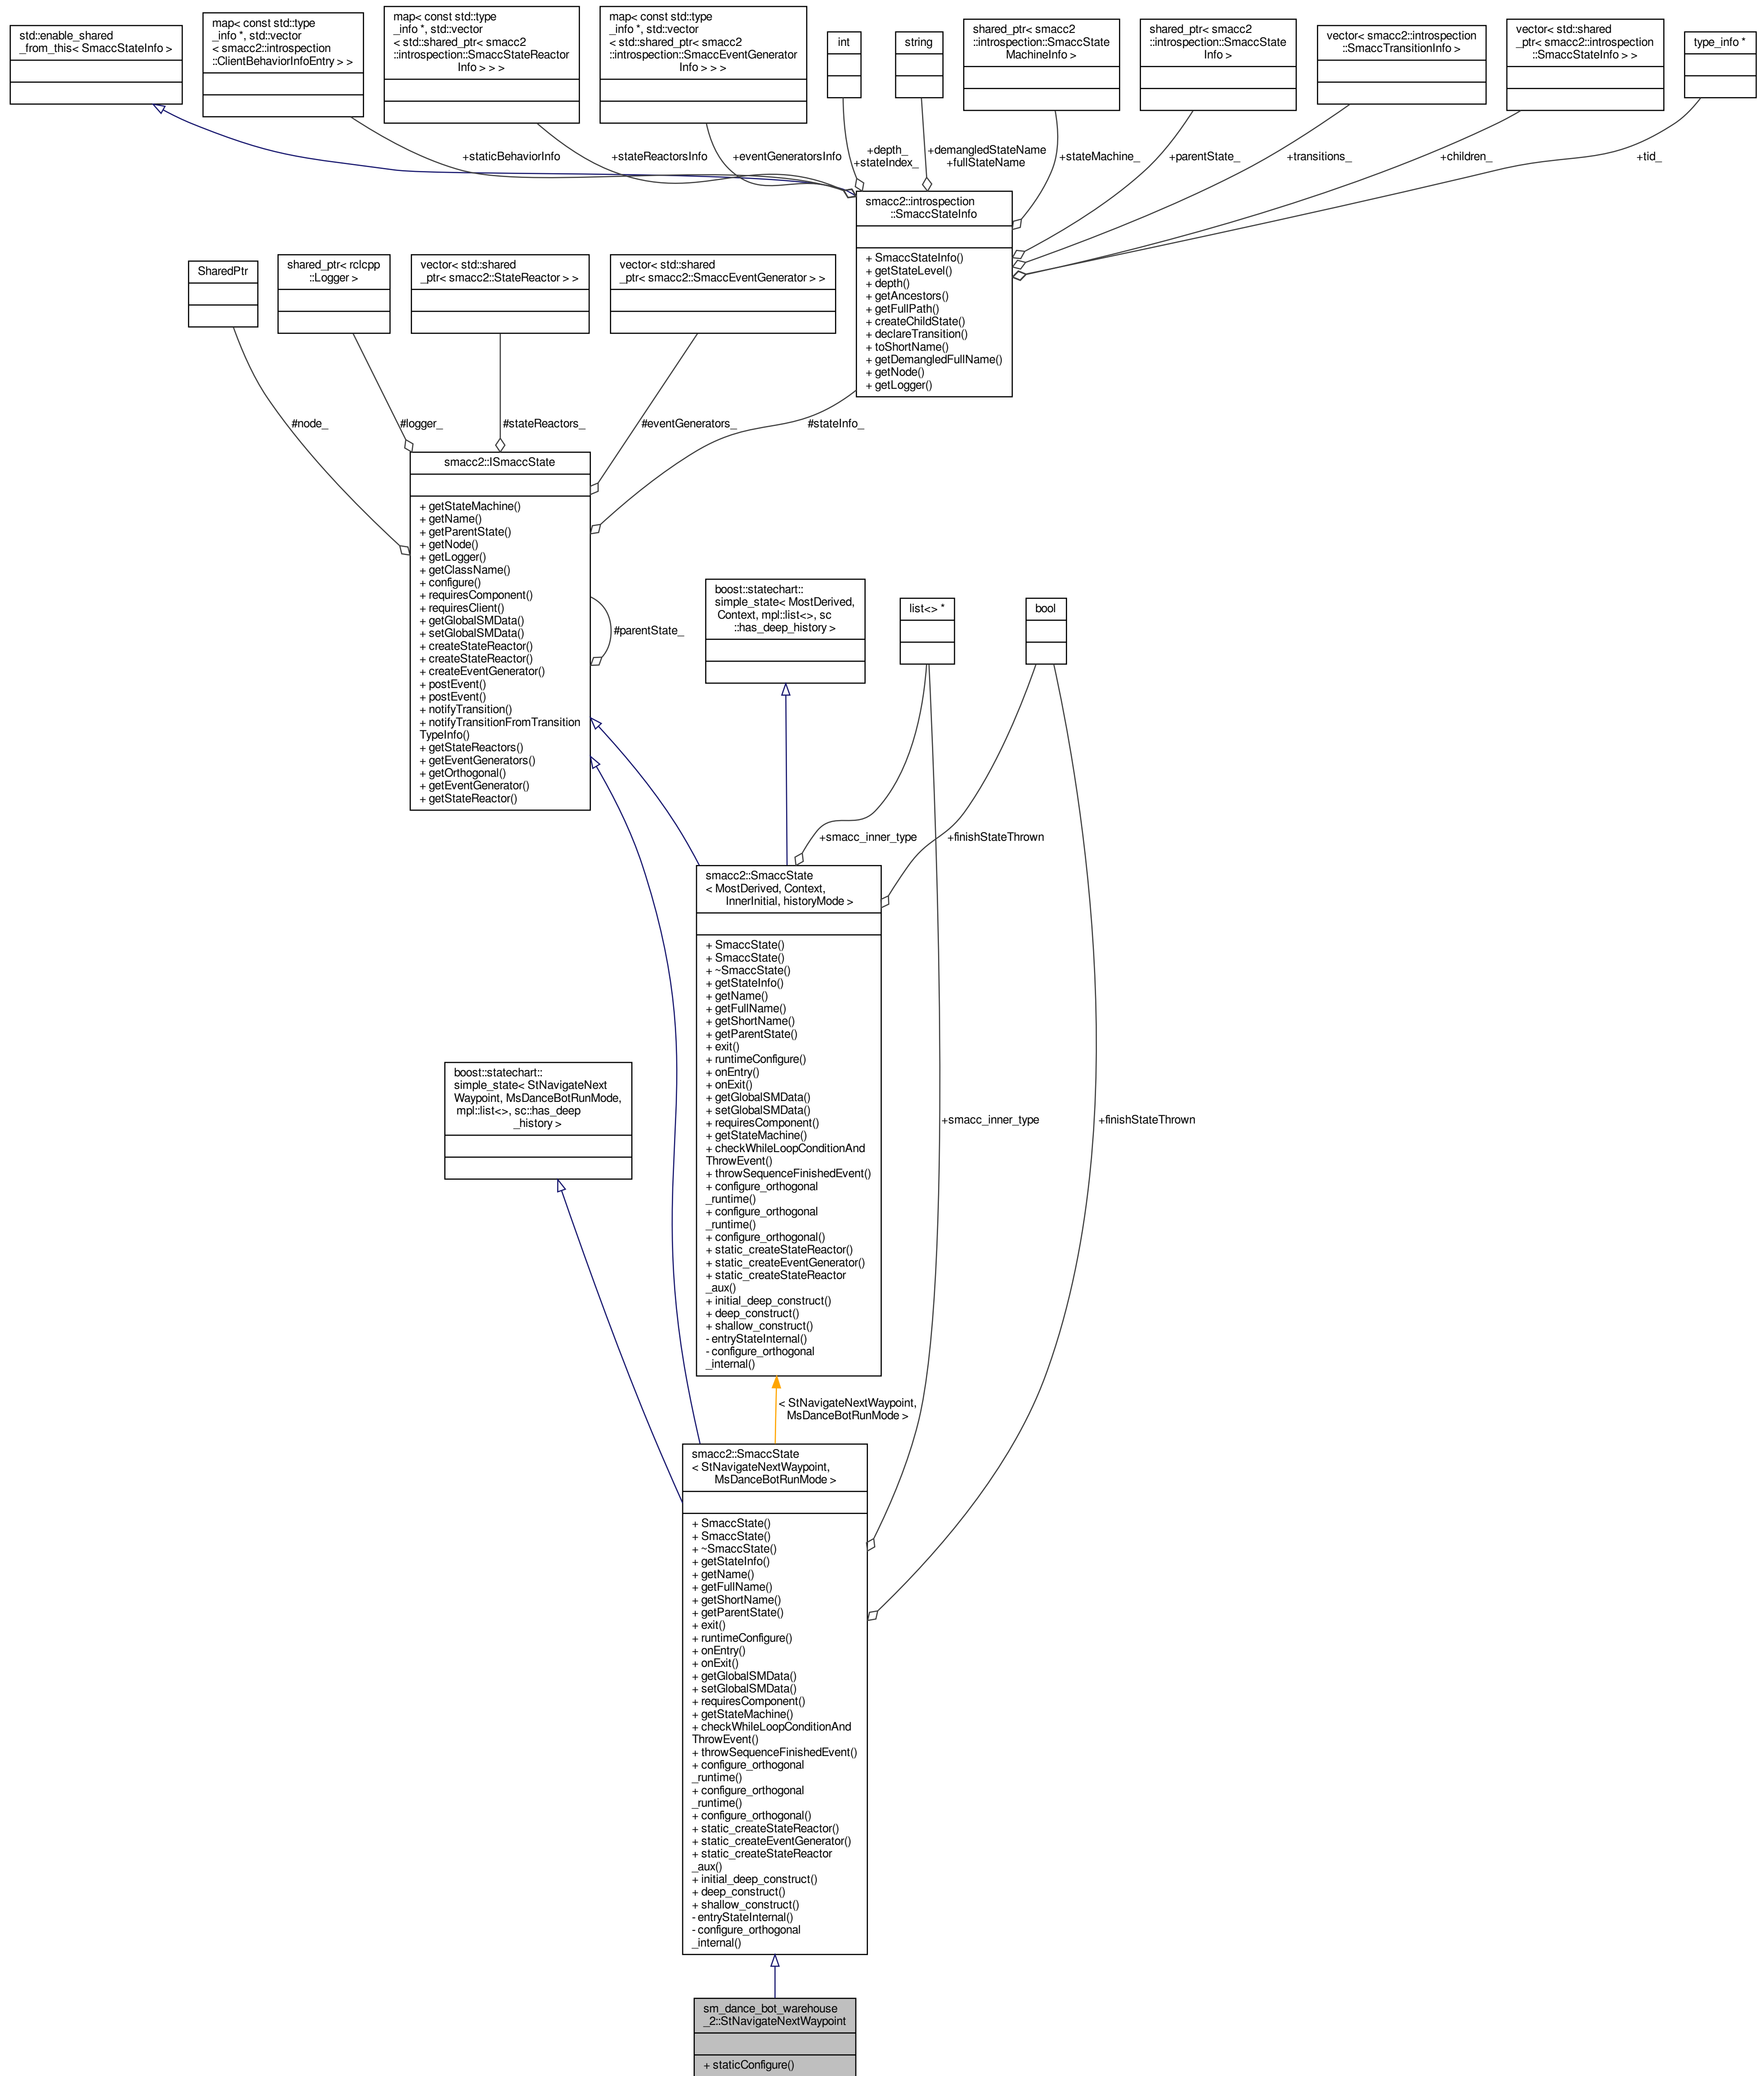 std::enable_shared
_from_this< SmaccStateInfo >
map< const std::type
_info *, std::vector
< smacc2::introspection
::ClientBehaviorInfoEntry > >
map< const std::type
_info *, std::vector
< std::shared_ptr< smacc2
::introspection::SmaccStateReactor
Info > > >
map< const std::type
_info *, std::vector
< std::shared_ptr< smacc2
::introspection::SmaccEventGenerator
Info > > >
int
string
shared_ptr< smacc2
::introspection::SmaccState
MachineInfo >
shared_ptr< smacc2
::introspection::SmaccState
Info >
vector< smacc2::introspection
::SmaccTransitionInfo >
vector< std::shared
_ptr< smacc2::introspection
::SmaccStateInfo > >
type_info *
+staticBehaviorInfo
+stateReactorsInfo
+eventGeneratorsInfo
+depth_
+stateIndex_
+demangledStateName
+fullStateName
+stateMachine_
+parentState_
+transitions_
+children_
+tid_
smacc2::introspection
::SmaccStateInfo
+ SmaccStateInfo()
+ getStateLevel()
+ depth()
+ getAncestors()
+ getFullPath()
+ createChildState()
+ declareTransition()
+ toShortName()
+ getDemangledFullName()
+ getNode()
+ getLogger()
SharedPtr
shared_ptr< rclcpp
::Logger >
vector< std::shared
_ptr< smacc2::StateReactor > >
vector< std::shared
_ptr< smacc2::SmaccEventGenerator > >
#node_
#logger_
#stateReactors_
#eventGenerators_
#stateInfo_
smacc2::ISmaccState
+ getStateMachine()
+ getName()
+ getParentState()
+ getNode()
+ getLogger()
+ getClassName()
+ configure()
+ requiresComponent()
+ requiresClient()
+ getGlobalSMData()
+ setGlobalSMData()
+ createStateReactor()
+ createStateReactor()
+ createEventGenerator()
+ postEvent()
+ postEvent()
+ notifyTransition()
+ notifyTransitionFromTransition
TypeInfo()
+ getStateReactors()
+ getEventGenerators()
+ getOrthogonal()
+ getEventGenerator()
+ getStateReactor()
#parentState_
boost::statechart::
simple_state< MostDerived,
Context, mpl::list<>, sc
::has_deep_history >
list<> *
bool
+smacc_inner_type
+finishStateThrown
smacc2::SmaccState
< MostDerived, Context,
InnerInitial, historyMode >
+ SmaccState()
+ SmaccState()
+ ~SmaccState()
+ getStateInfo()
+ getName()
+ getFullName()
+ getShortName()
+ getParentState()
+ exit()
+ runtimeConfigure()
+ onEntry()
+ onExit()
+ getGlobalSMData()
+ setGlobalSMData()
+ requiresComponent()
+ getStateMachine()
+ checkWhileLoopConditionAnd
ThrowEvent()
+ throwSequenceFinishedEvent()
+ configure_orthogonal
_runtime()
+ configure_orthogonal
_runtime()
+ configure_orthogonal()
+ static_createStateReactor()
+ static_createEventGenerator()
+ static_createStateReactor
_aux()
+ initial_deep_construct()
+ deep_construct()
+ shallow_construct()
- entryStateInternal()
- configure_orthogonal
_internal()
boost::statechart::
simple_state< StNavigateNext
Waypoint, MsDanceBotRunMode,
mpl::list<>, sc::has_deep
_history >
+smacc_inner_type
+finishStateThrown
< StNavigateNextWaypoint,
MsDanceBotRunMode >
smacc2::SmaccState
< StNavigateNextWaypoint,
MsDanceBotRunMode >
+ SmaccState()
+ SmaccState()
+ ~SmaccState()
+ getStateInfo()
+ getName()
+ getFullName()
+ getShortName()
+ getParentState()
+ exit()
+ runtimeConfigure()
+ onEntry()
+ onExit()
+ getGlobalSMData()
+ setGlobalSMData()
+ requiresComponent()
+ getStateMachine()
+ checkWhileLoopConditionAnd
ThrowEvent()
+ throwSequenceFinishedEvent()
+ configure_orthogonal
_runtime()
+ configure_orthogonal
_runtime()
+ configure_orthogonal()
+ static_createStateReactor()
+ static_createEventGenerator()
+ static_createStateReactor
_aux()
+ initial_deep_construct()
+ deep_construct()
+ shallow_construct()
- entryStateInternal()
- configure_orthogonal
_internal()
sm_dance_bot_warehouse
_2::StNavigateNextWaypoint
+ staticConfigure()